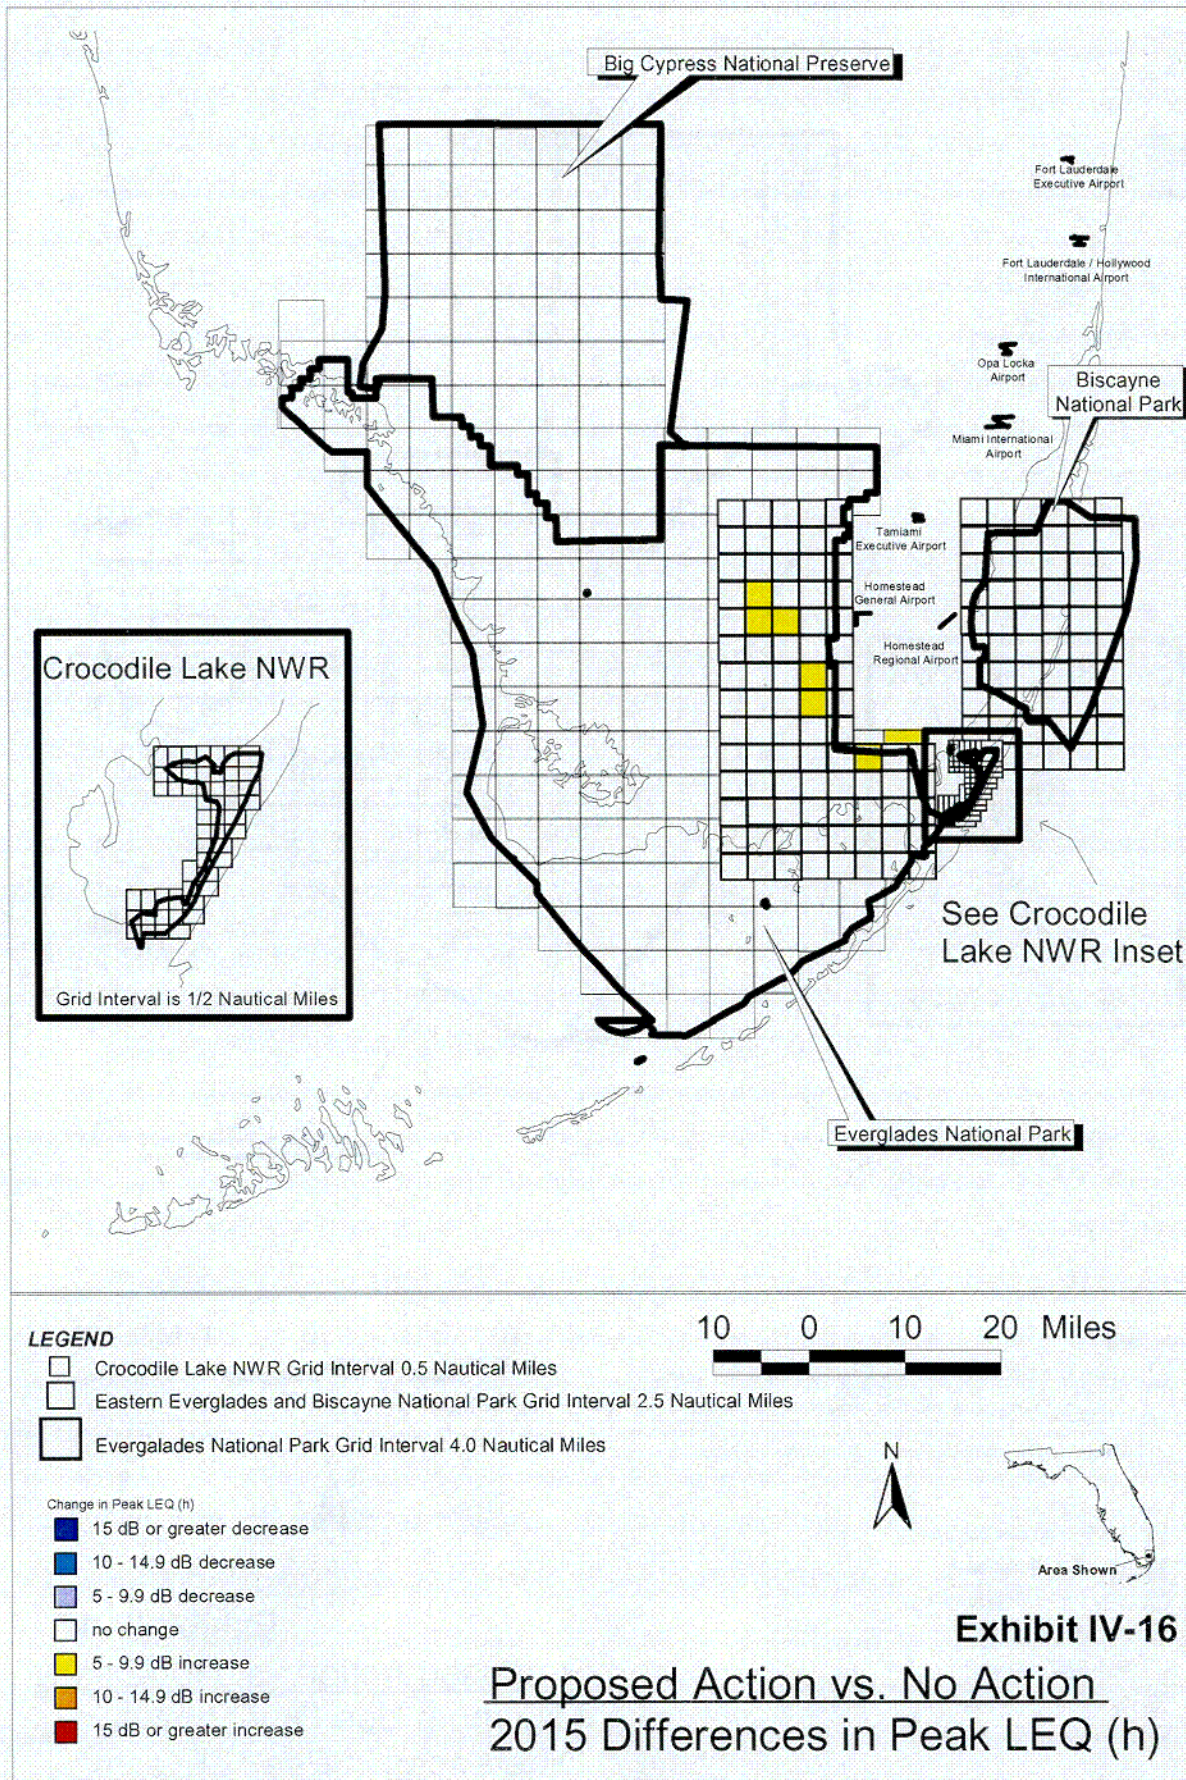 Big Cypress National Preserve
Fort Lauderdale
Executive Airport
Fort Lauderdale / Hollywood
International Airport
Opa Locka
Airport
Biscayne
National Park
Miami International
Airport
Tamiami
Executive Airport
Homestead
General Airport
Homestead
Regional Airport
Crocodile Lake NWR
Grid Interval is 1/2 Nautical Miles
See Crocodile
Lake NWR Inset
Everglades National Park
LEGEND
Crocodile Lake NWR Grid Interval 0.5 Nautical Miles
Eastern Everglades and Biscayne National Park Grid Interval 2.5 Nautical Miles
Evergalades National Park Grid Interval 4.0 Nautical Miles
10 0 10 20 Miles
N
Area Shown
Change in Peak LEQ (h)
15 dB or greater decrease
10 - 14.9 dB decrease
5 - 9.9 dB decrease
no change
5 - 9.9 dB increase
10 - 14.9 dB increase
15 dB or greater increase
Exhibit IV-16
Proposed Action vs. No Action
2015 Differences in Peak LEQ (h)